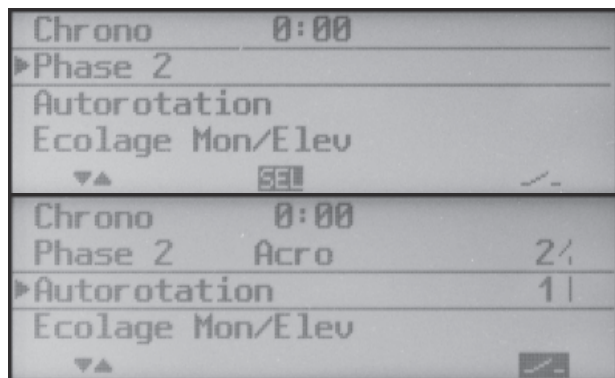 Chrono 0:00
Phase 2
Autorotation
Ecolage Mon/Elev
SEL
Chrono 0:00
Phase 2 Acro 2
Autorotation 1
Ecolage Mon/Elev